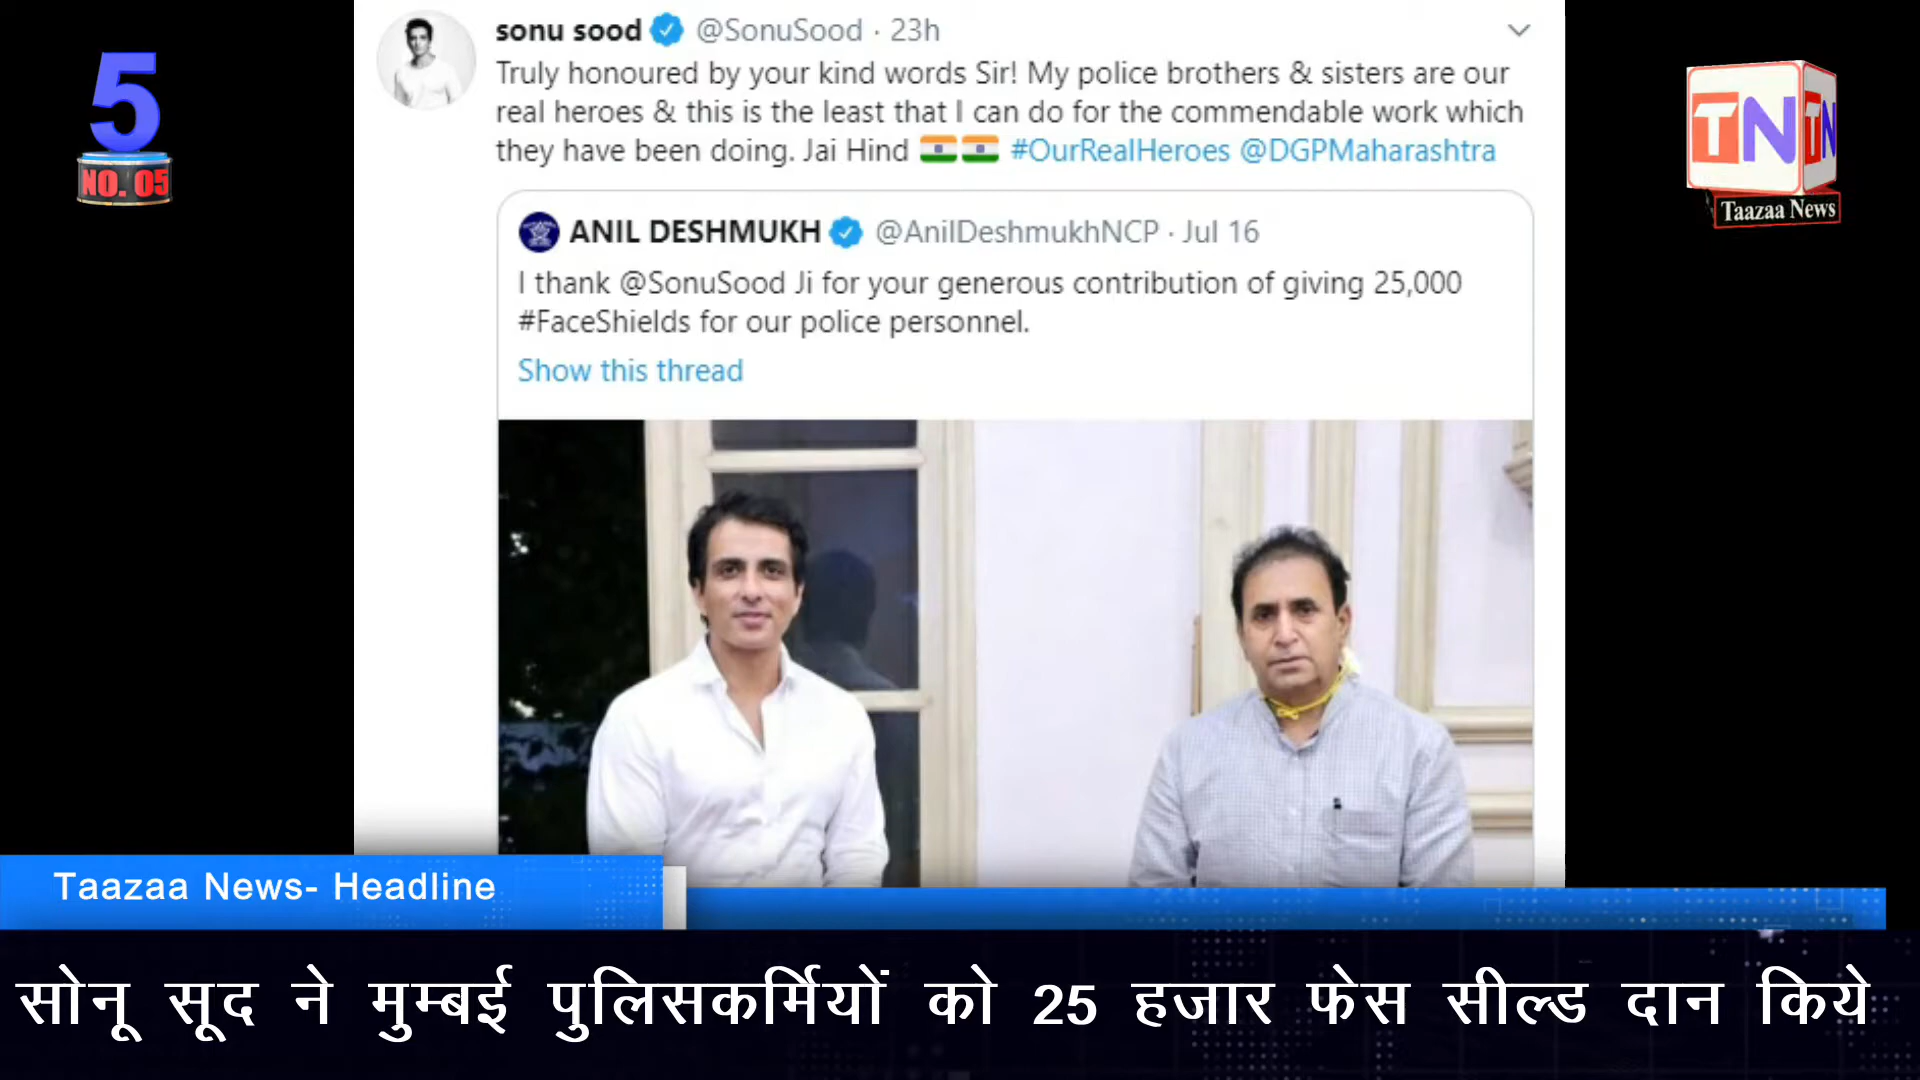 5
NO. 05
sonu sood @SonuSood · 23h
Truly honoured by your kind words Sir! My police brothers & sisters are our
real heroes & this is the least that I can do for the commendable work which
they have been doing. Jai Hind 🇮🇳🇮🇳 #OurRealHeroes @DGPMaharashtra
ANIL DESHMUKH @AnilDeshmukhNCP · Jul 16
I thank @SonuSood Ji for your generous contribution of giving 25,000
#FaceShields for our police personnel.
Show this thread
TN TN
Taazaa News
Taazaa News- Headline
सोनू सूद ने मुम्बई पुलिसकर्मियों को 25 हजार फेस सील्ड दान किये